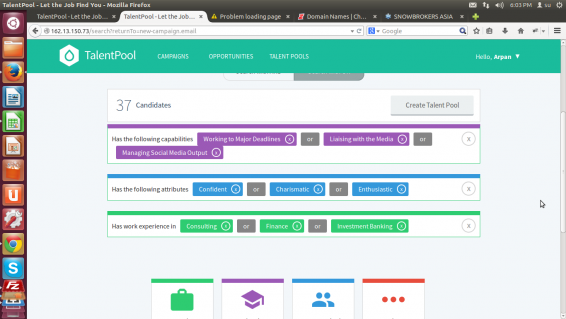 TalentPool - Let the Job Find You - Mozilla Firefox
6:03 PM su
TalentPool - Let the Job...
TalentPool - Let the Job...
Problem loading page
Domain Names | Ch...
SNOWBROKERS ASIA
162.13.150.73/search?returnTo=new-campaign.email
Google
TalentPool
CAMPAIGNS
OPPORTUNITIES
TALENT POOLS
Hello, Arpan
37 Candidates
Create Talent Pool
Has the following capabilities Working to Major Deadlines x or Liaising with the Media x or
x
Managing Social Media Output x
Has the following attributes Confident x or Charismatic x or Enthusiastic x
x
Has work experience in Consulting x or Finance x or Investment Banking x
x